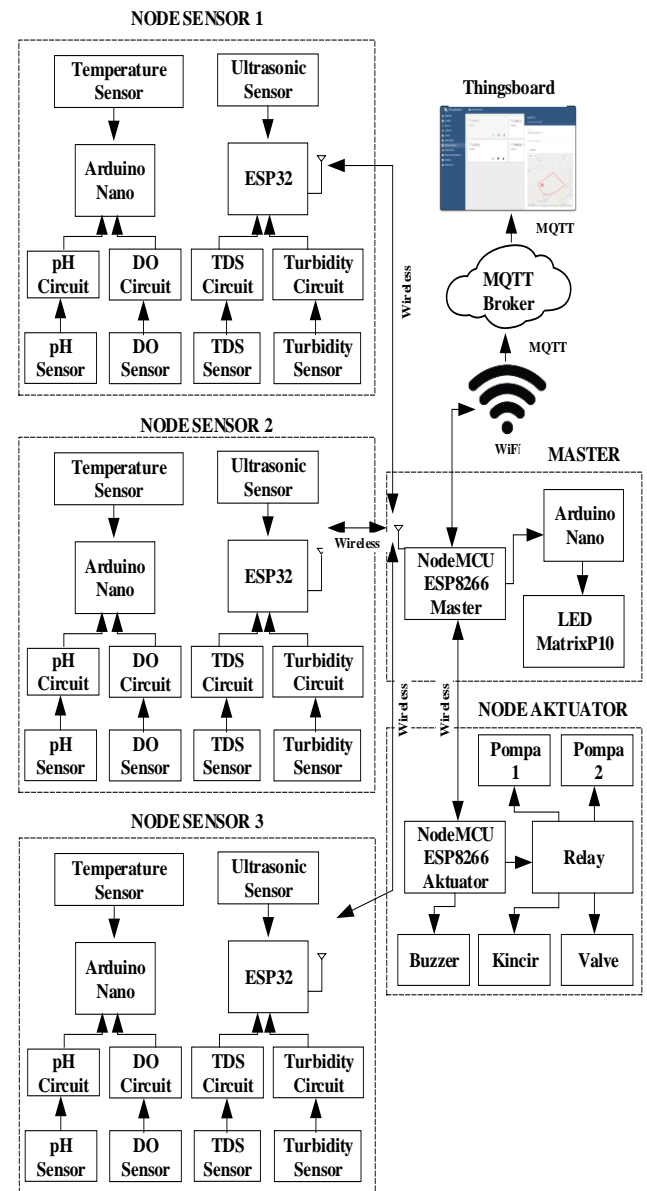 NODE SENSOR 1
Temperature
Sensor
Ultrasonic
Sensor
Arduino
Nano
ESP32
pH
Circuit
DO
Circuit
TDS
Circuit
Turbidity
Circuit
pH
Sensor
DO
Sensor
TDS
Sensor
Turbidity
Sensor
Wireless
Thingsboard
MQTT
MQTT
Broker
MQTT
WiFi
NODE SENSOR 2
Temperature
Sensor
Ultrasonic
Sensor
Arduino
Nano
ESP32
pH
Circuit
DO
Circuit
TDS
Circuit
Turbidity
Circuit
pH
Sensor
DO
Sensor
TDS
Sensor
Turbidity
Sensor
Wireless
MASTER
NodeMCU
ESP8266
Master
Arduino
Nano
LED
MatrixP10
Wireless
Wireless
NODE AKTUATOR
Pompa
1
Pompa
2
NodeMCU
ESP8266
Aktuator
Relay
Buzzer
Kincir
Valve
NODE SENSOR 3
Temperature
Sensor
Ultrasonic
Sensor
Arduino
Nano
ESP32
pH
Circuit
DO
Circuit
TDS
Circuit
Turbidity
Circuit
pH
Sensor
DO
Sensor
TDS
Sensor
Turbidity
Sensor